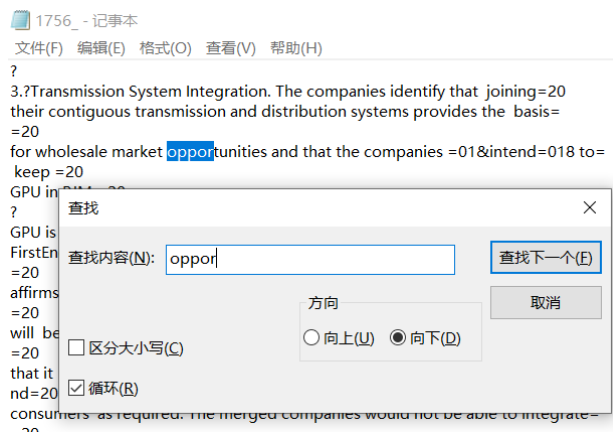 1756_ - 记事本
文件(F) 编辑(E) 格式(O) 查看(V) 帮助(H)
?
3.?Transmission System Integration. The companies identify that  joining=20
their contiguous transmission and distribution systems provides the  basis=
=20
for wholesale market opportunities and that the companies =01&intend=018 to=
keep =20
GPU in
?
GPU is
FirstEn
=20
affirms
=20
will  be
=20
that it
nd=20
consumers  as required. The merged companies would not be able to integrate=
=20
查找
查找内容(N):
oppor
查找下一个(F)
取消
方向
向上(U)
向下(D)
区分大小写(C)
循环(R)